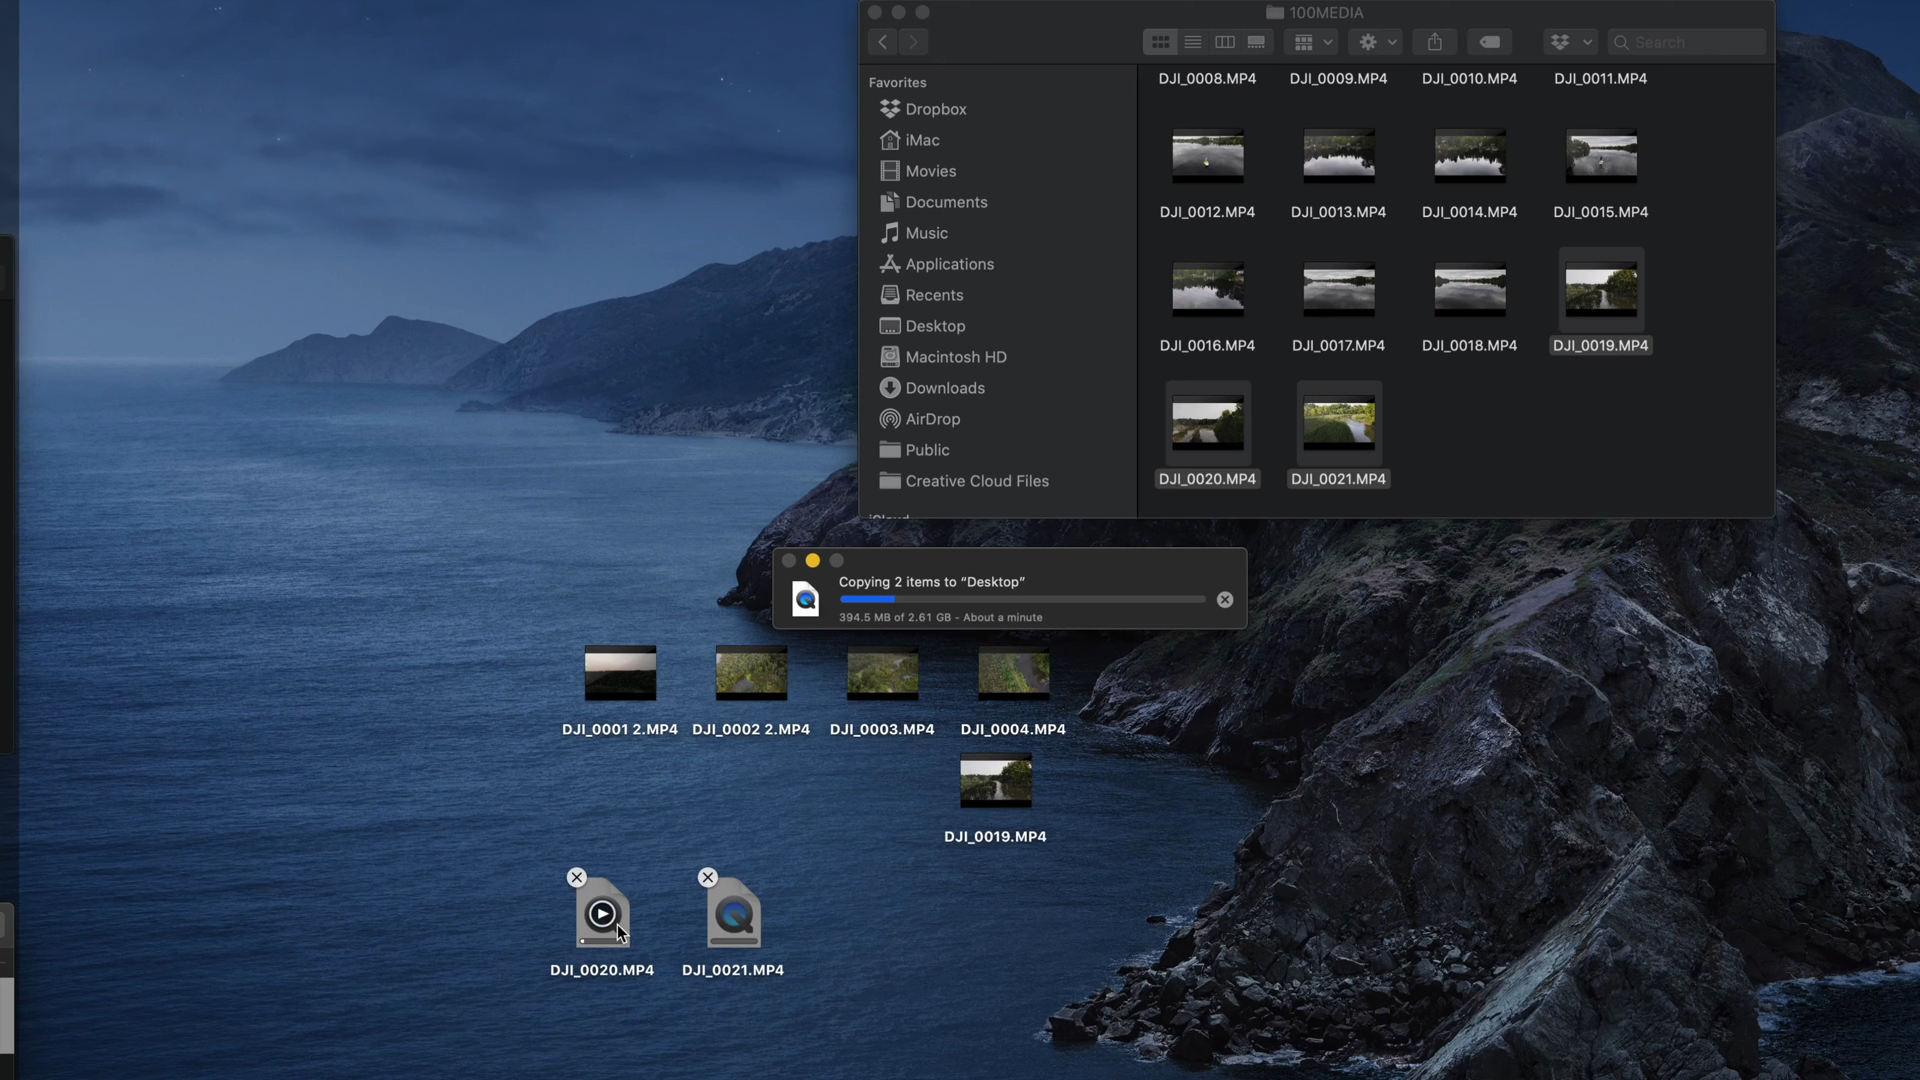 100MEDIA
Search
Favorites
Dropbox
iMac
Movies
Documents
Music
Applications
Recents
Desktop
Macintosh HD
Downloads
AirDrop
Public
Creative Cloud Files
iCloud
DJI_0008.MP4 DJI_0009.MP4 DJI_0010.MP4 DJI_0011.MP4
DJI_0012.MP4 DJI_0013.MP4 DJI_0014.MP4 DJI_0015.MP4
DJI_0016.MP4 DJI_0017.MP4 DJI_0018.MP4 DJI_0019.MP4
DJI_0020.MP4 DJI_0021.MP4
Copying 2 items to “Desktop”
394.5 MB of 2.61 GB - About a minute
DJI_0001 2.MP4 DJI_0002 2.MP4 DJI_0003.MP4 DJI_0004.MP4
DJI_0019.MP4
DJI_0020.MP4 DJI_0021.MP4